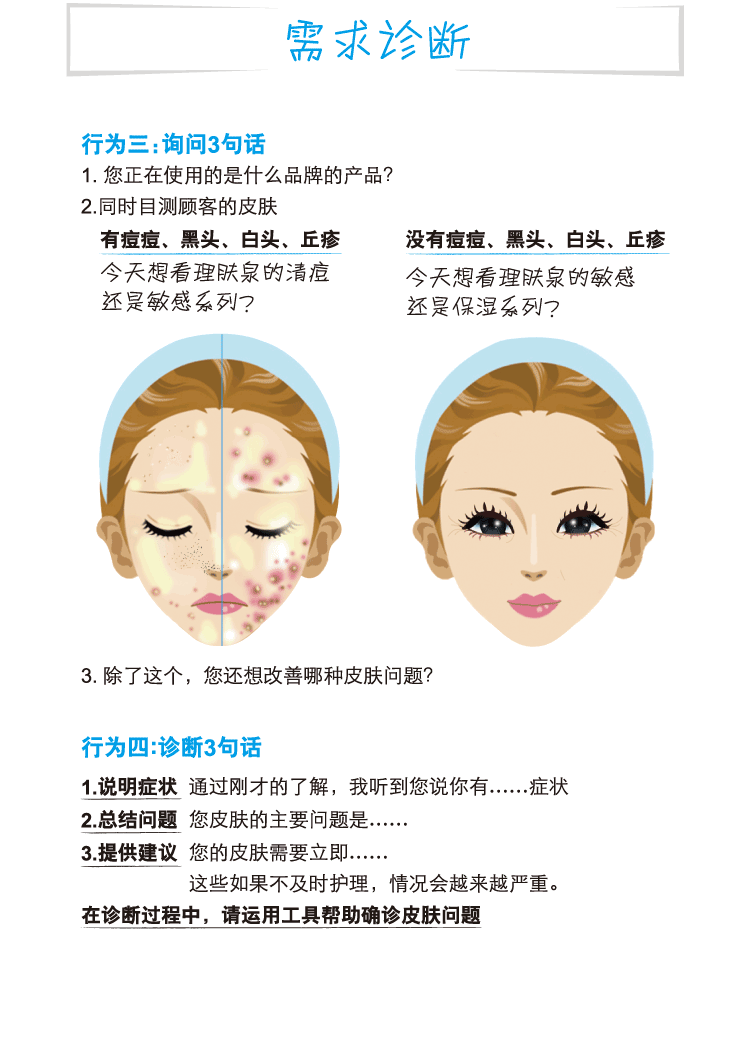 需求诊断
行为三：询问3句话
1. 您正在使用的是什么品牌的产品？
2.同时目测顾客的皮肤
有痘痘、黑头、白头、丘疹
今天想看理肤泉的清痘
还是敏感系列？
没有痘痘、黑头、白头、丘疹
今天想看理肤泉的敏感
还是保湿系列？
3. 除了这个，您还想改善哪种皮肤问题？
行为四:诊断3句话
1.说明症状 通过刚才的了解，我听到您说你有……症状
2.总结问题 您皮肤的主要问题是……
3.提供建议 您的皮肤需要立即……
这些如果不及时护理，情况会越来越严重。
在诊断过程中，请运用工具帮助确诊皮肤问题